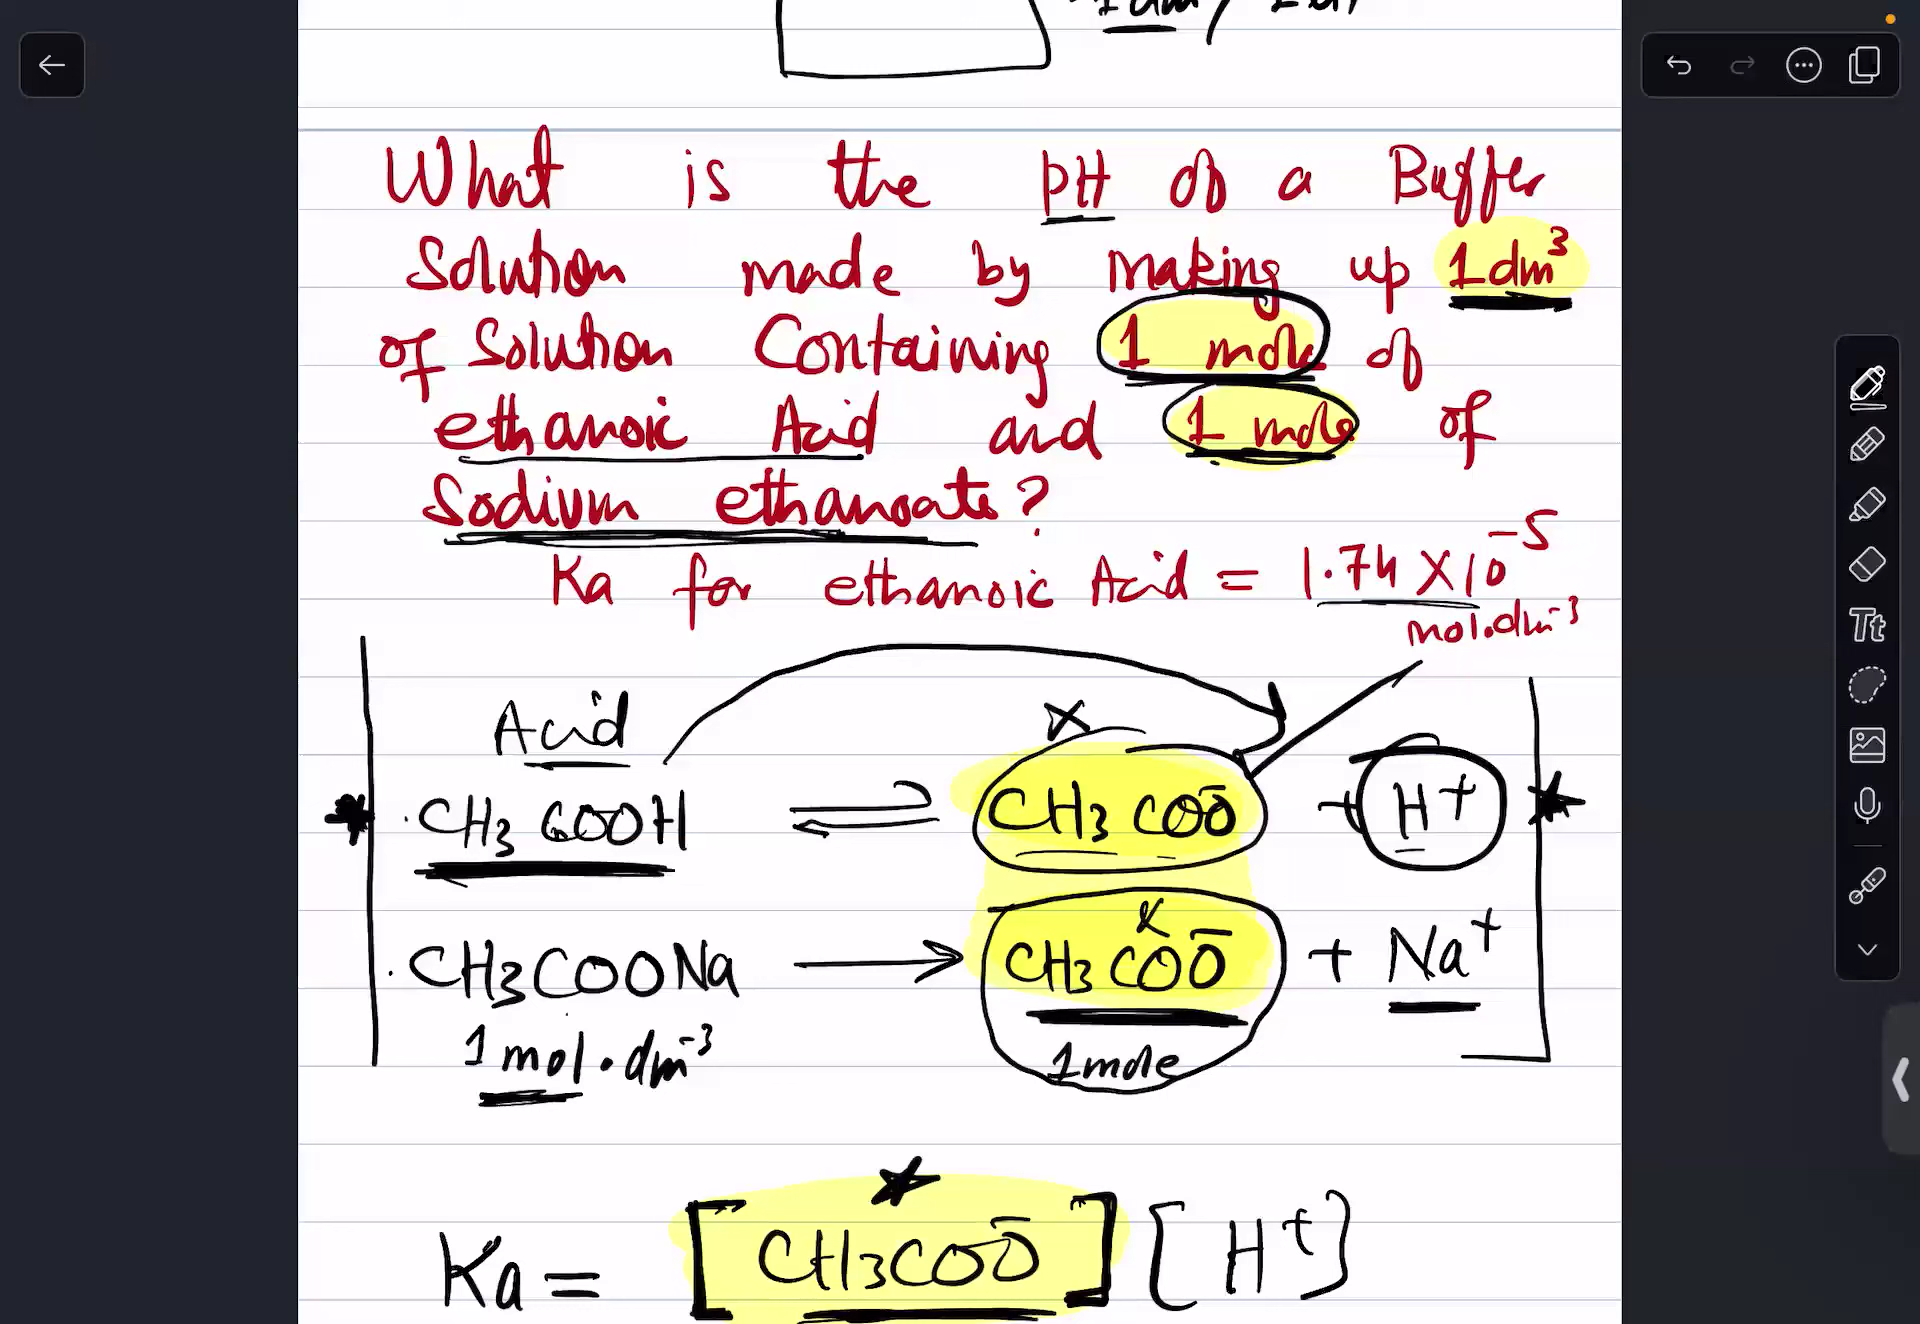 What is the pH of a Buffer
Solution made by making up 1dm³
of Solution Containing 1 mole of
ethanoic Acid and 1 mole of
Sodium ethanoate?
Ka for ethanoic Acid = 1.74 X10⁻⁵
mol.dm⁻³
Acid
CH₃COOH ⇌ CH₃COO⁻ + H⁺
CH₃COONa → CH₃COO⁻ + Na⁺
1 mol.dm⁻³ 1mole
Ka = [CH₃COO⁻] [H⁺]
Tt